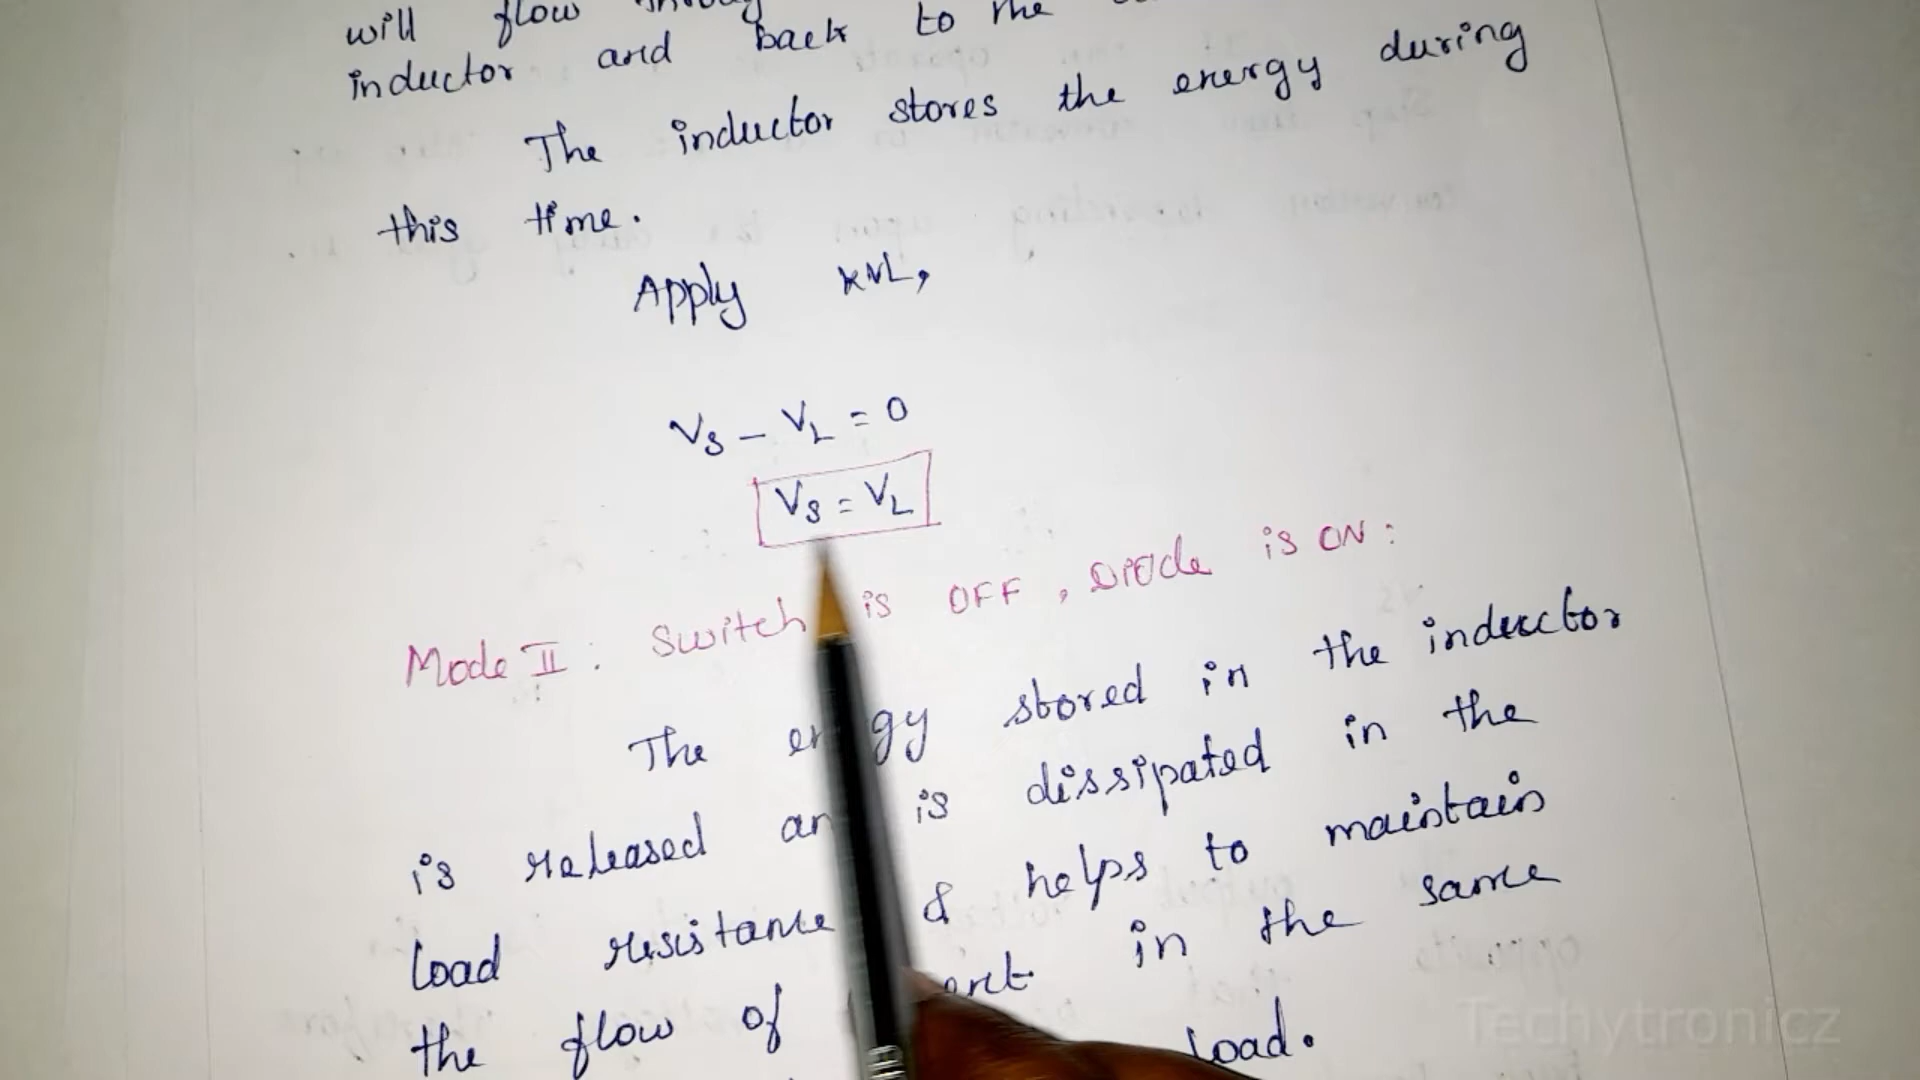 will flow
inductor and back to the
The inductor stores the energy during
this time.
Apply KVL,
Vs - VL = 0
Vs = VL
Mode II : Switch is OFF, Diode is ON :
The energy stored in the inductor
is released an is dissipated in the
load resistance & helps to maintain
the flow of in the same
load.
Techytronicz